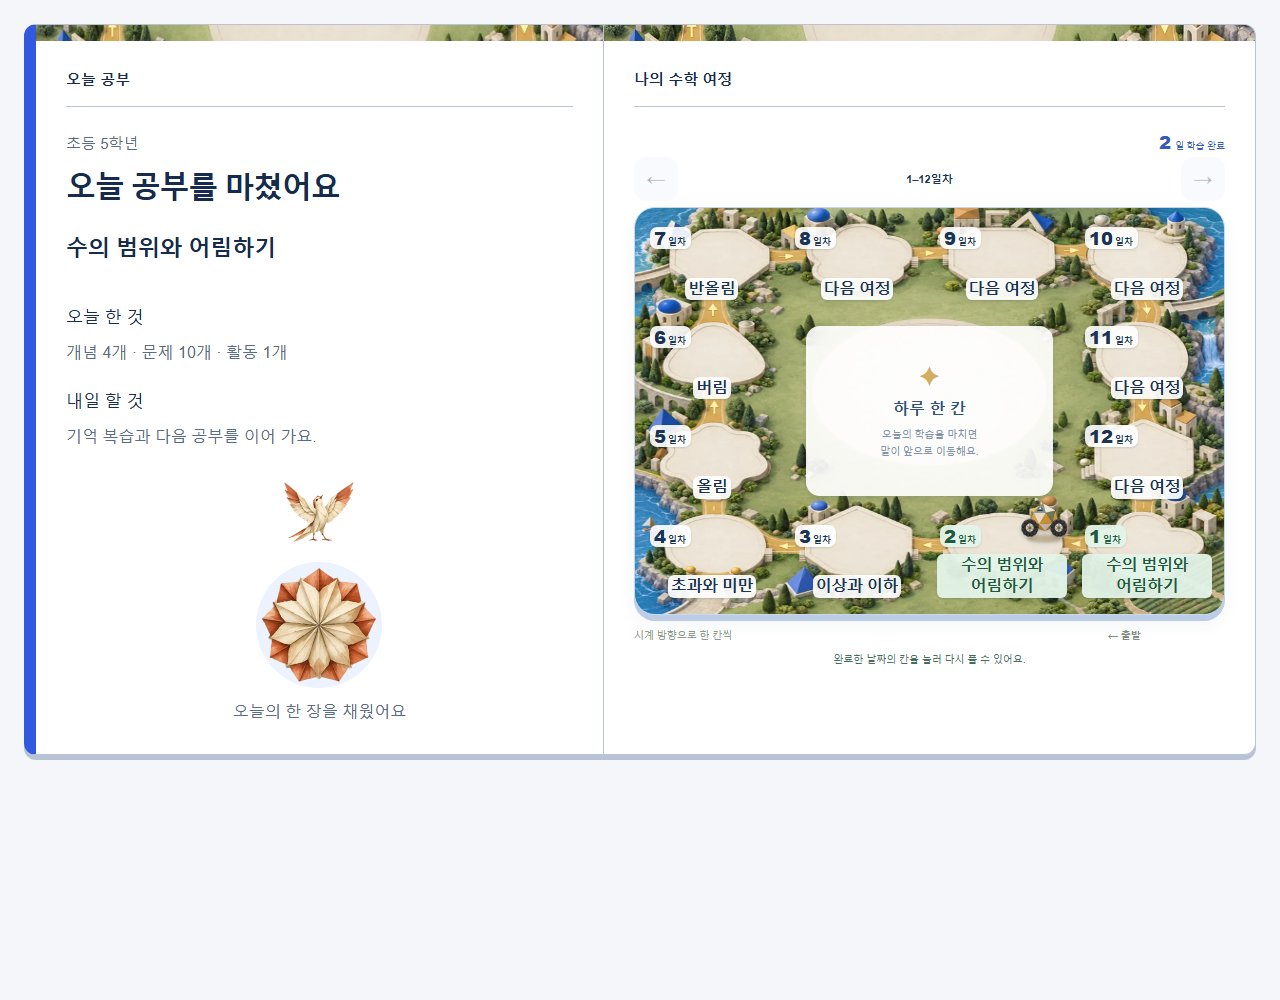 오늘 공부
초등 5학년
오늘 공부를 마쳤어요
수의 범위와 어림하기
오늘 한 것
개념 4개 · 문제 10개 · 활동 1개
내일 할 것
기억 복습과 다음 공부를 이어 가요.
오늘의 한 장을 채웠어요
나의 수학 여정
2 일 학습 완료
←
1–12일차
→
7 일차
반올림
8 일차
다음 여정
9 일차
다음 여정
10 일차
다음 여정
6 일차
버림
11 일차
다음 여정
하루 한 칸
오늘의 학습을 마치면
말이 앞으로 이동해요.
5 일차
올림
12 일차
다음 여정
4 일차
초과와 미만
3 일차
이상과 이하
2 일차
수의 범위와
어림하기
1 일차
수의 범위와
어림하기
시계 방향으로 한 칸씩
← 출발
완료한 날짜의 칸을 눌러 다시 풀 수 있어요.